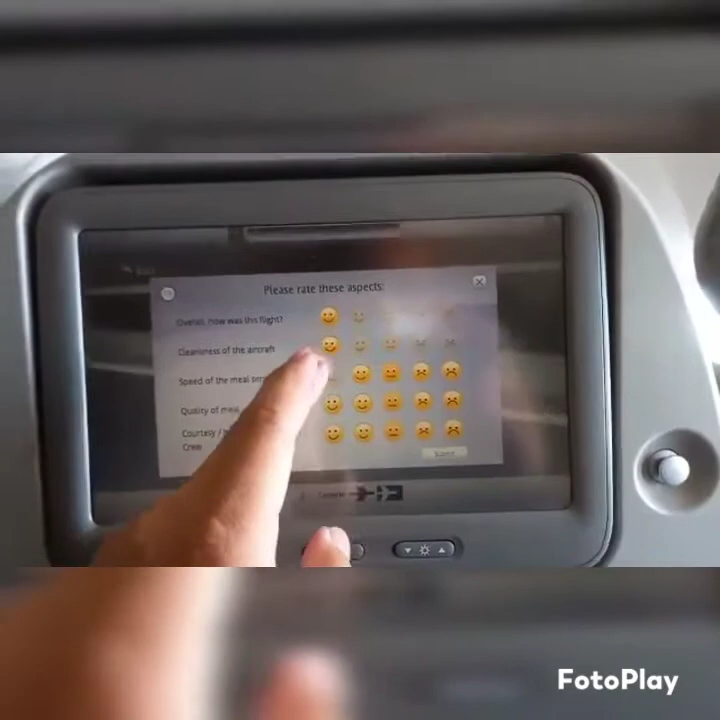 Please rate these aspects:
Overall, how was this flight?
Cleanliness of the aircraft
Speed of the meal
Quality of
Courtesy /
Crew
Submit
FotoPlay